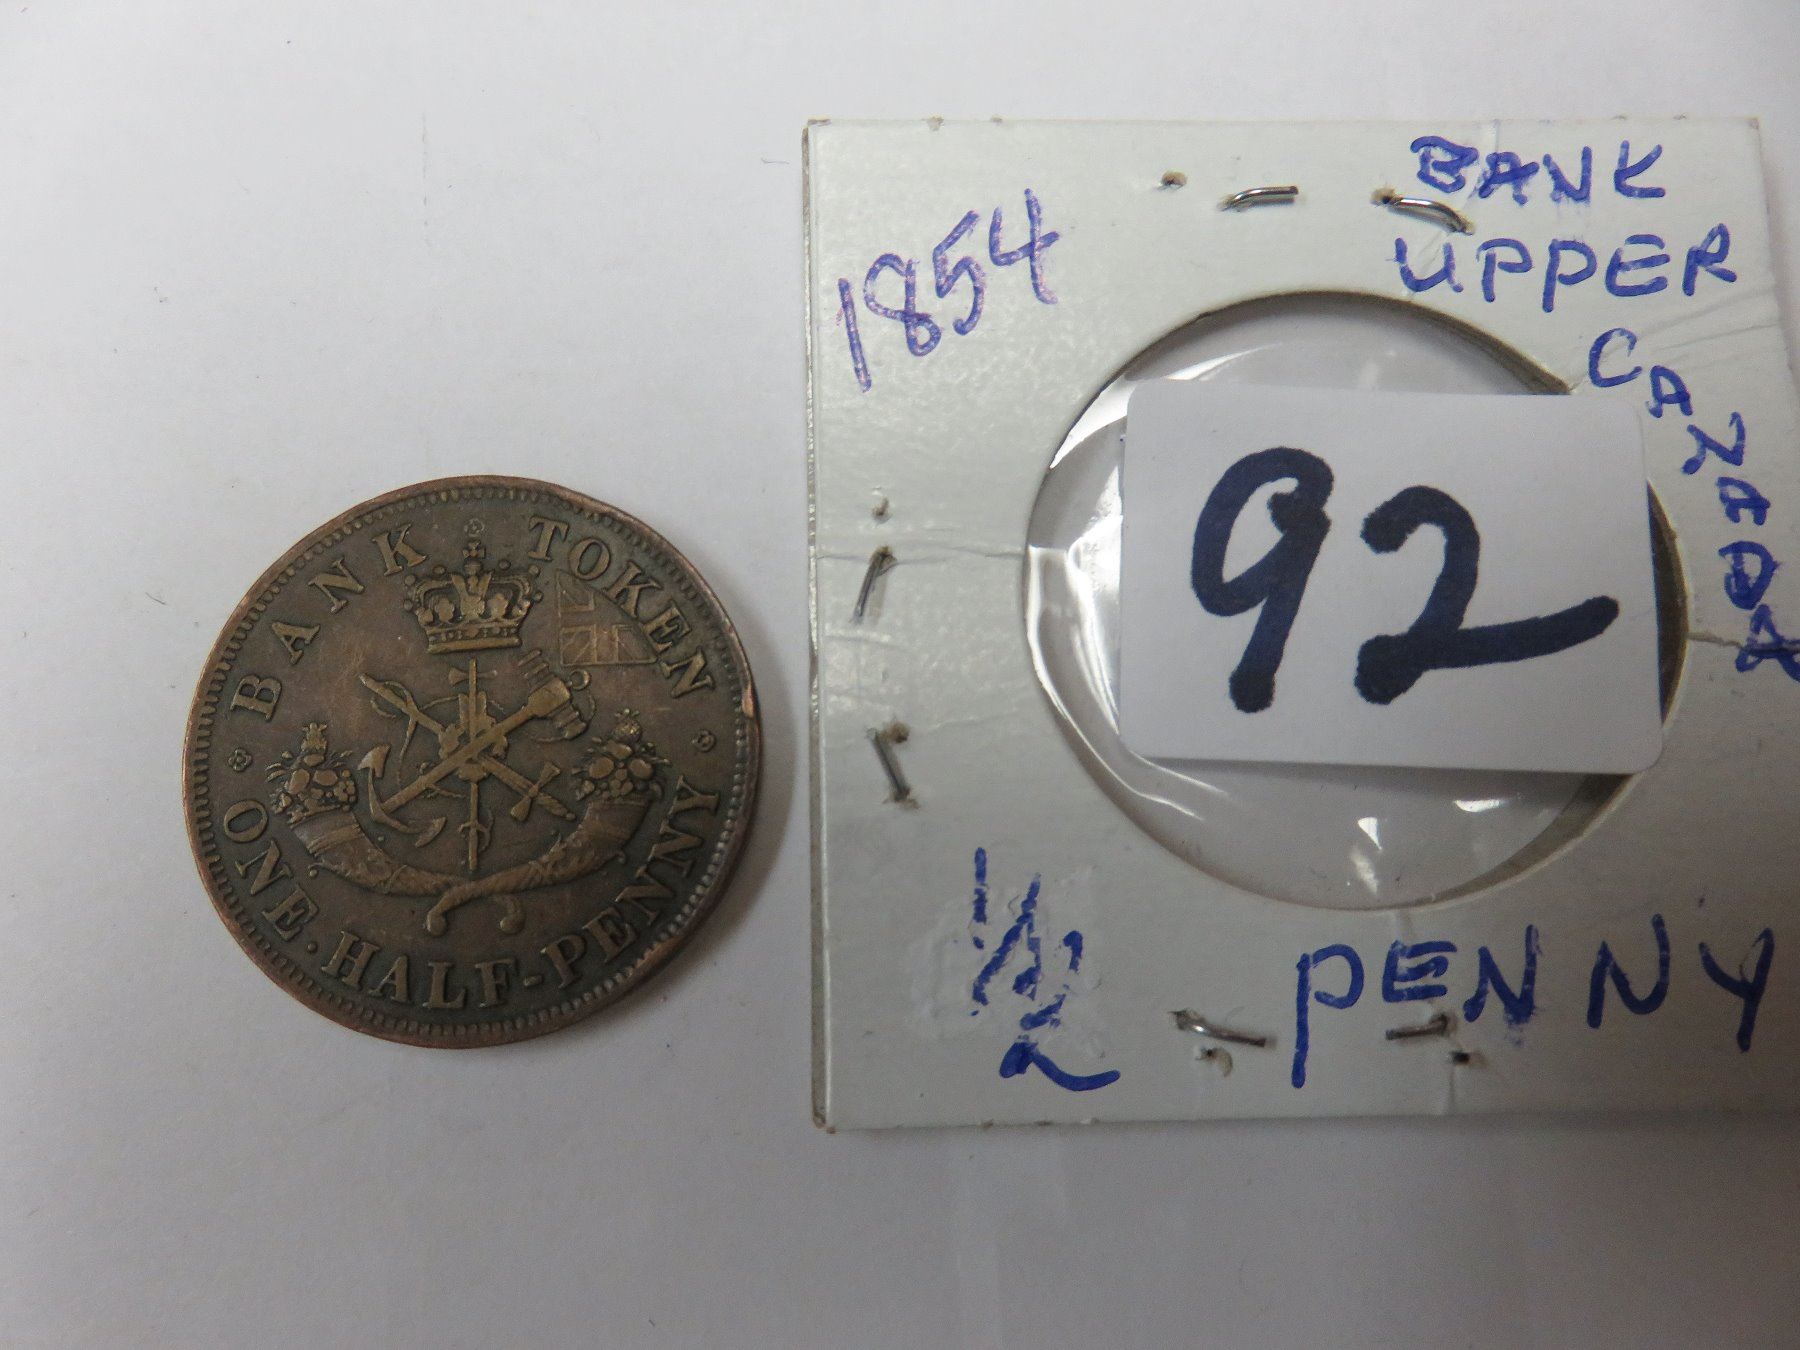 BANK TOKEN
ONE · HALF-PENNY
1854
BANK
UPPER
CANADA
92
1/2 PENNY